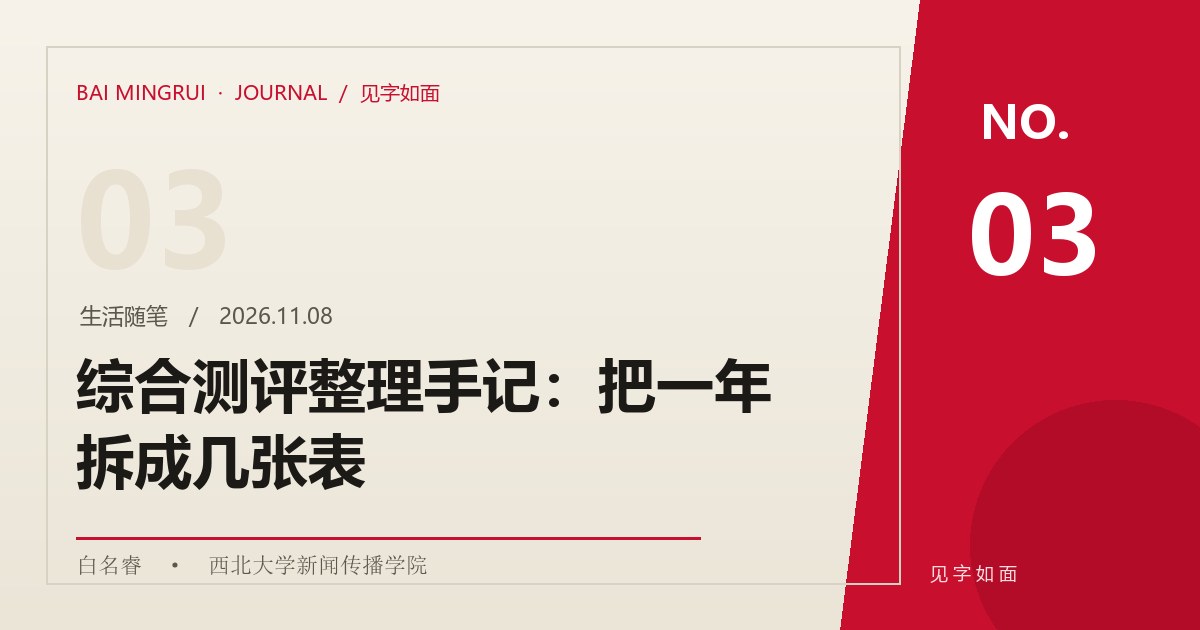 BAI MINGRUI · JOURNAL / 见字如面
03
生活随笔 / 2026.11.08
综合测评整理手记：把一年
拆成几张表
白名睿 • 西北大学新闻传播学院
NO.
03
见字如面